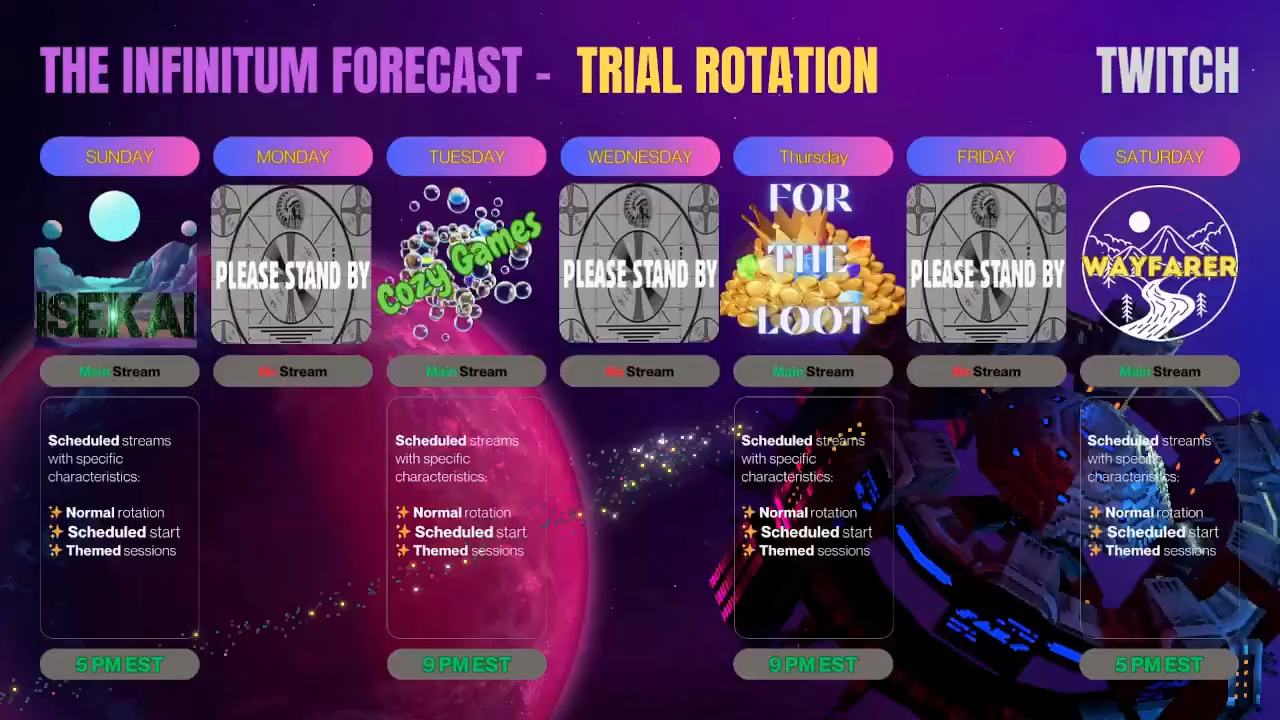 THE INFINITUM FORECAST - TRIAL ROTATION
TWITCH
SUNDAY
MONDAY
TUESDAY
WEDNESDAY
Thursday
FRIDAY
SATURDAY
ISEKAI
PLEASE STAND BY
Cozy Games
PLEASE STAND BY
FOR
THE
LOOT
PLEASE STAND BY
WAYFARER
Main Stream
No Stream
Main Stream
No Stream
Main Stream
No Stream
Main Stream
Scheduled streams
with specific
characteristics:
✨ Normal rotation
✨ Scheduled start
✨ Themed sessions
Scheduled streams
with specific
characteristics:
✨ Normal rotation
✨ Scheduled start
✨ Themed sessions
Scheduled streams
with specific
characteristics:
✨ Normal rotation
✨ Scheduled start
✨ Themed sessions
Scheduled streams
with specific
characteristics:
✨ Normal rotation
✨ Scheduled start
✨ Themed sessions
5 PM EST
9 PM EST
9 PM EST
5 PM EST